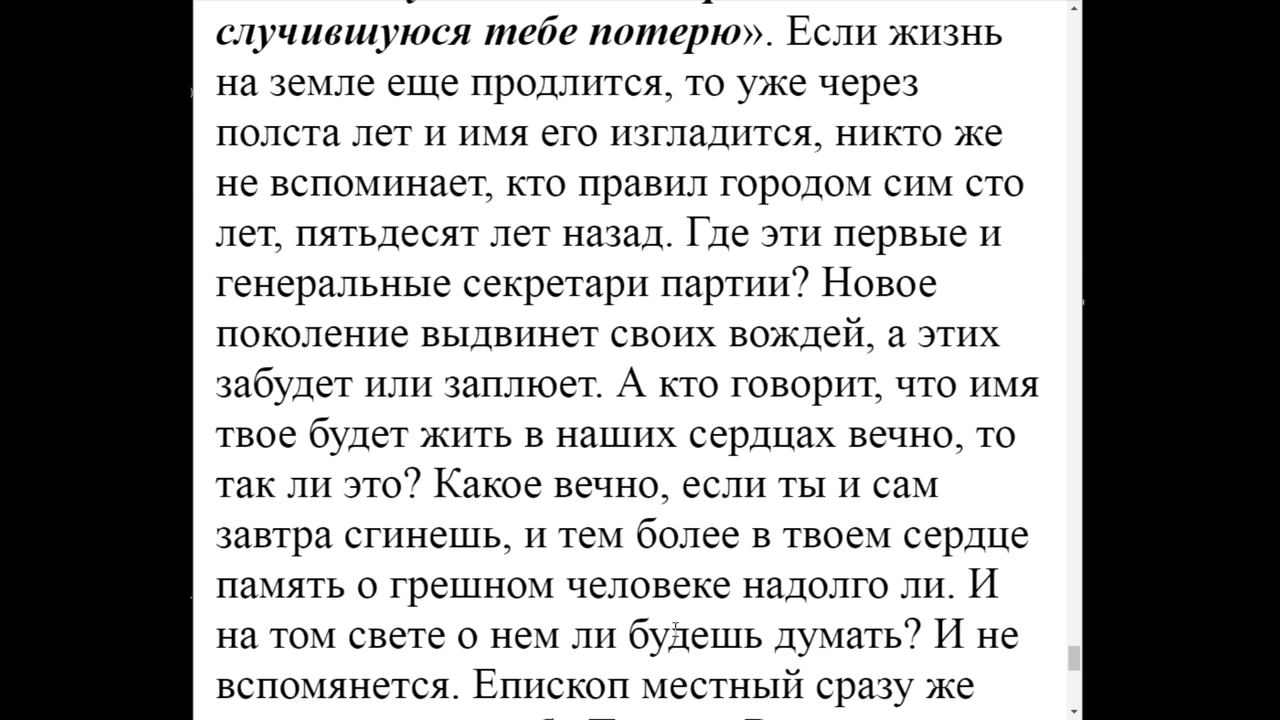 случившуюся тебе потерю». Если жизнь
на земле еще продлится, то уже через
полста лет и имя его изгладится, никто же
не вспоминает, кто правил городом сим сто
лет, пятьдесят лет назад. Где эти первые и
генеральные секретари партии? Новое
поколение выдвинет своих вождей, а этих
забудет или заплюет. А кто говорит, что имя
твое будет жить в наших сердцах вечно, то
так ли это? Какое вечно, если ты и сам
завтра сгинешь, и тем более в твоем сердце
память о грешном человеке надолго ли. И
на том свете о нем ли будешь думать? И не
вспомянется. Епископ местный сразу же